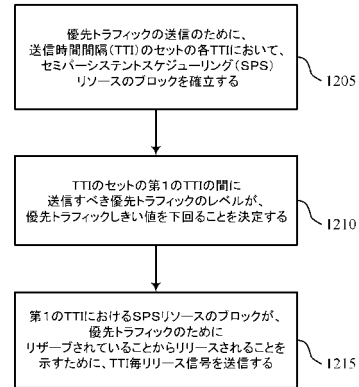 優先トラフィックの送信のために、
送信時間間隔(TTI)のセットの各TTIにおいて、
セミパーシステントスケジューリング(SPS)
リソースのブロックを確立する
1205
TTIのセットの第1のTTIの間に
送信すべき優先トラフィックのレベルが、
優先トラフィックしきい値を下回ることを決定する
1210
第1のTTIにおけるSPSリソースのブロックが、
優先トラフィックのために
リザーブされていることからリリースされることを
示すために、TTI毎リリース信号を送信する
1215